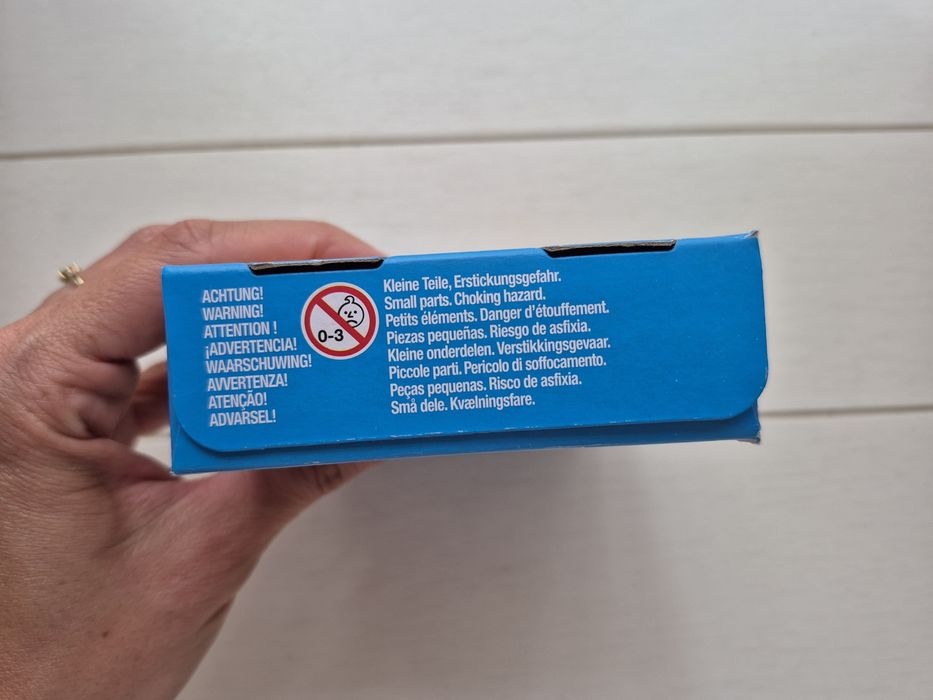 ACHTUNG!
WARNING!
ATTENTION !
¡ADVERTENCIA!
WAARSCHUWING!
AVVERTENZA!
ATENÇÃO!
ADVARSEL!
0-3
Kleine Teile, Erstickungsgefahr.
Small parts. Choking hazard.
Petits éléments. Danger d'étouffement.
Piezas pequeñas. Riesgo de asfixia.
Kleine onderdelen. Verstikkingsgevaar.
Piccole parti. Pericolo di soffocamento.
Peças pequenas. Risco de asfixia.
Små dele. Kvælningsfare.